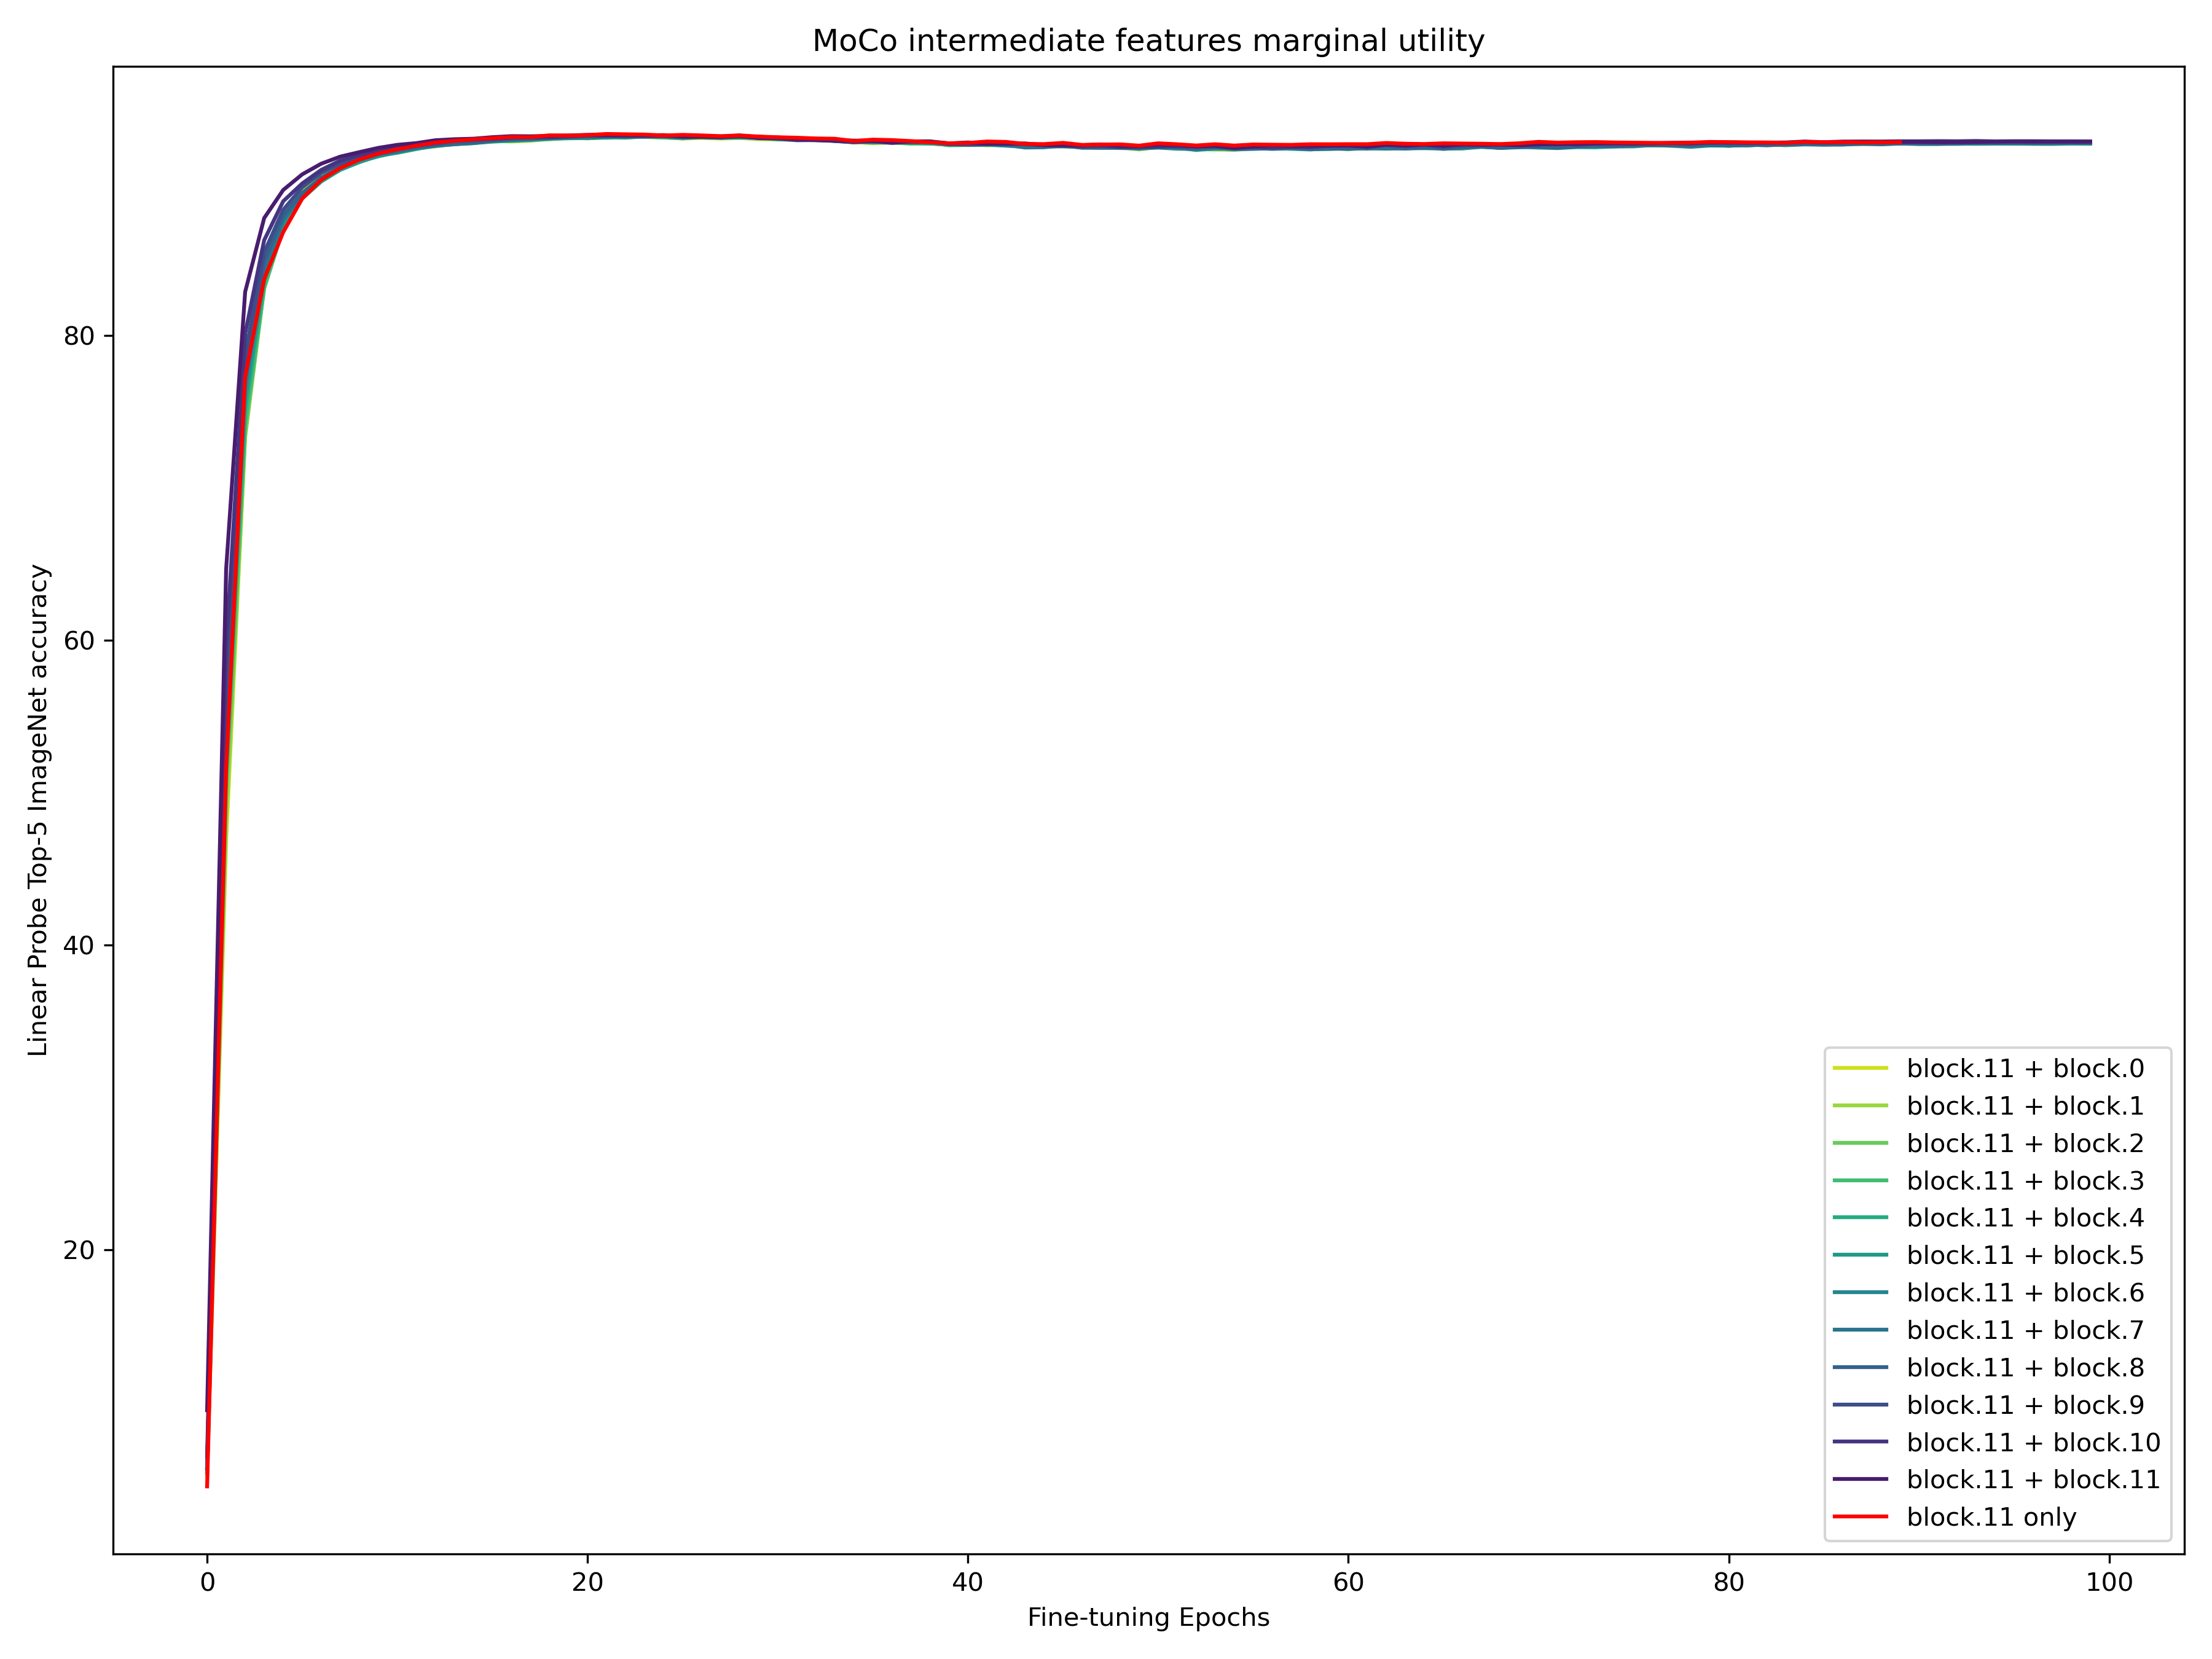 MoCo intermediate features marginal utility
Linear Probe Top-5 ImageNet accuracy
80
60
40
20
0
20
40
60
80
100
Fine-tuning Epochs
block.11 + block.0
block.11 + block.1
block.11 + block.2
block.11 + block.3
block.11 + block.4
block.11 + block.5
block.11 + block.6
block.11 + block.7
block.11 + block.8
block.11 + block.9
block.11 + block.10
block.11 + block.11
block.11 only